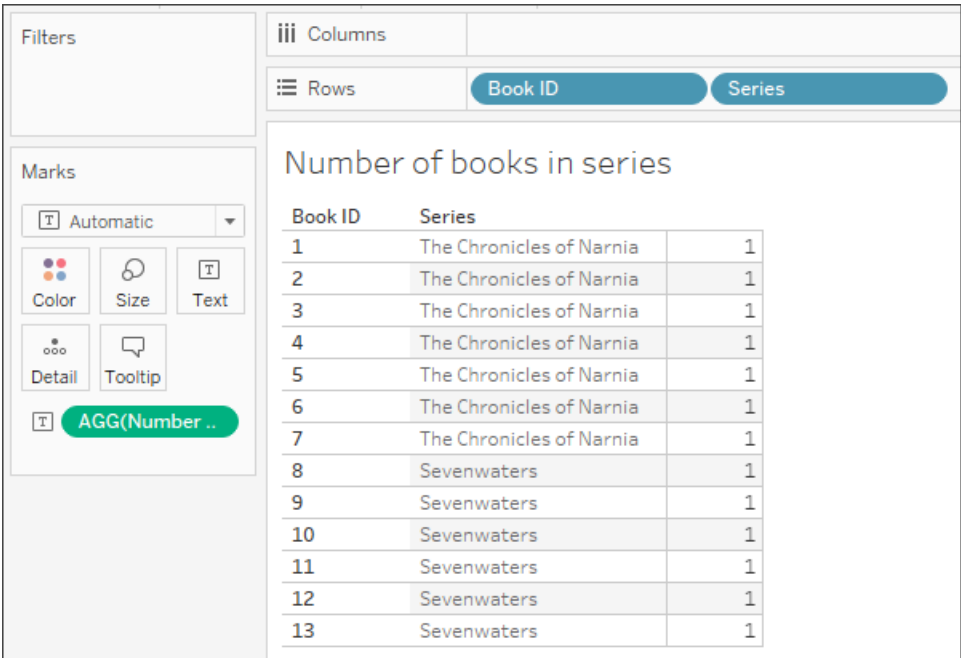 Filters
Columns
Rows Book ID Series
Marks
T Automatic
Color Size T Text
Detail Tooltip
T AGG(Number ..
Number of books in series
Book ID Series
1 The Chronicles of Narnia 1
2 The Chronicles of Narnia 1
3 The Chronicles of Narnia 1
4 The Chronicles of Narnia 1
5 The Chronicles of Narnia 1
6 The Chronicles of Narnia 1
7 The Chronicles of Narnia 1
8 Sevenwaters 1
9 Sevenwaters 1
10 Sevenwaters 1
11 Sevenwaters 1
12 Sevenwaters 1
13 Sevenwaters 1